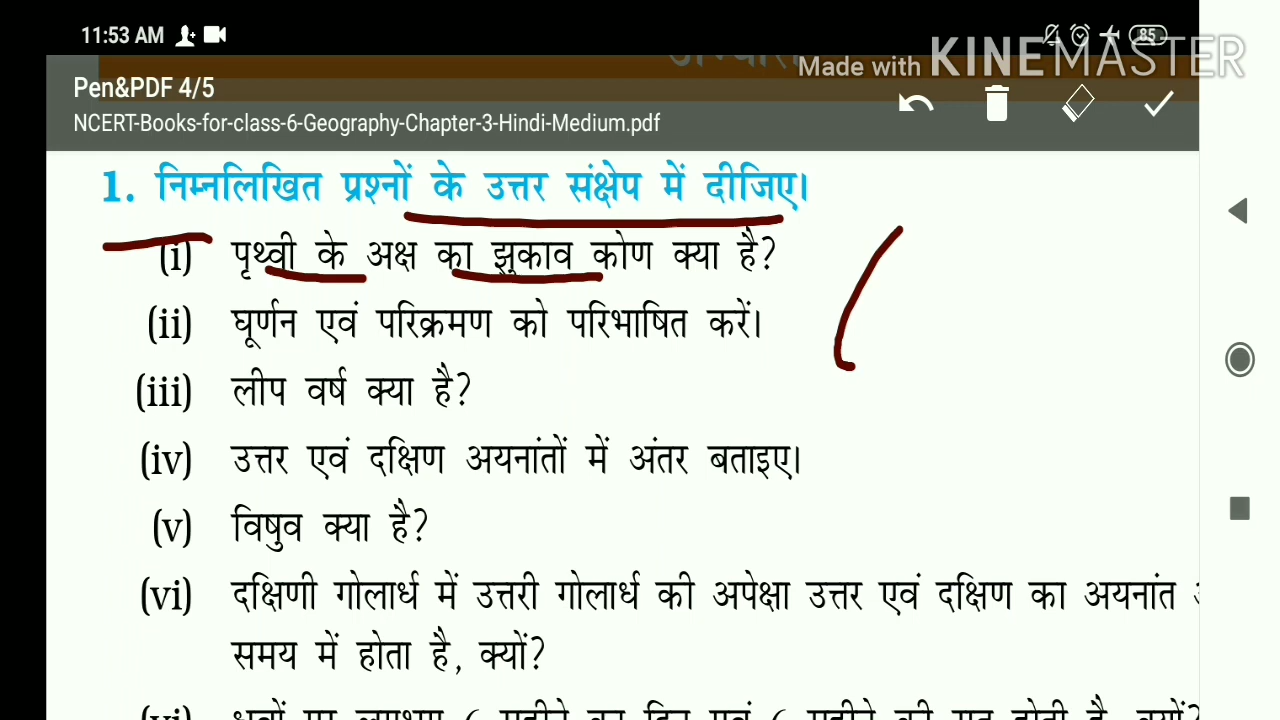 11:53 AM 85
Made with KINEMASTER
Pen&PDF 4/5
NCERT-Books-for-class-6-Geography-Chapter-3-Hindi-Medium.pdf
1. निम्नलिखित प्रश्नों के उत्तर संक्षेप में दीजिए।
(i) पृथ्वी के अक्ष का झुकाव कोण क्या है?
(ii) घूर्णन एवं परिक्रमण को परिभाषित करें।
(iii) लीप वर्ष क्या है?
(iv) उत्तर एवं दक्षिण अयनांतों में अंतर बताइए।
(v) विषुव क्या है?
(vi) दक्षिणी गोलार्ध में उत्तरी गोलार्ध की अपेक्षा उत्तर एवं दक्षिण का अयनांत
समय में होता है, क्यों?